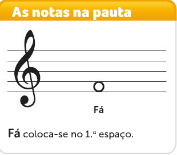 As notas na pauta
Fá
Fá coloca-se no 1.º espaço.